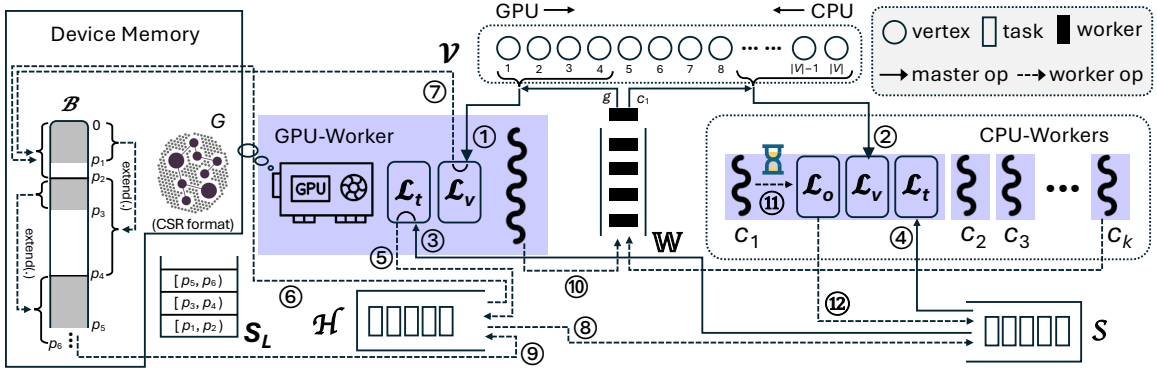 GPU → ← CPU
𝒱
1 2 3 4 5 6 7 8 ··· ··· |V|-1 |V|
vertex task worker
master op worker op
Device Memory
ℬ
G
(CSR format)
0
p₁
p₂
p₃
p₄
p₅
p₆
extend(·)
extend(·)
[p₅, p₆)
[p₃, p₄)
[p₁, p₂)
S_L
⑦
①
GPU-Worker
GPU
ℒₜ
ℒᵥ
③
⑤
⑥
g
c₁
𝕎
⑩
②
CPU-Workers
⑪
ℒₒ
ℒᵥ
ℒₜ
c₁
④
c₂
c₃
···
cₖ
ℋ
⑧
⑨
⑫
𝒮